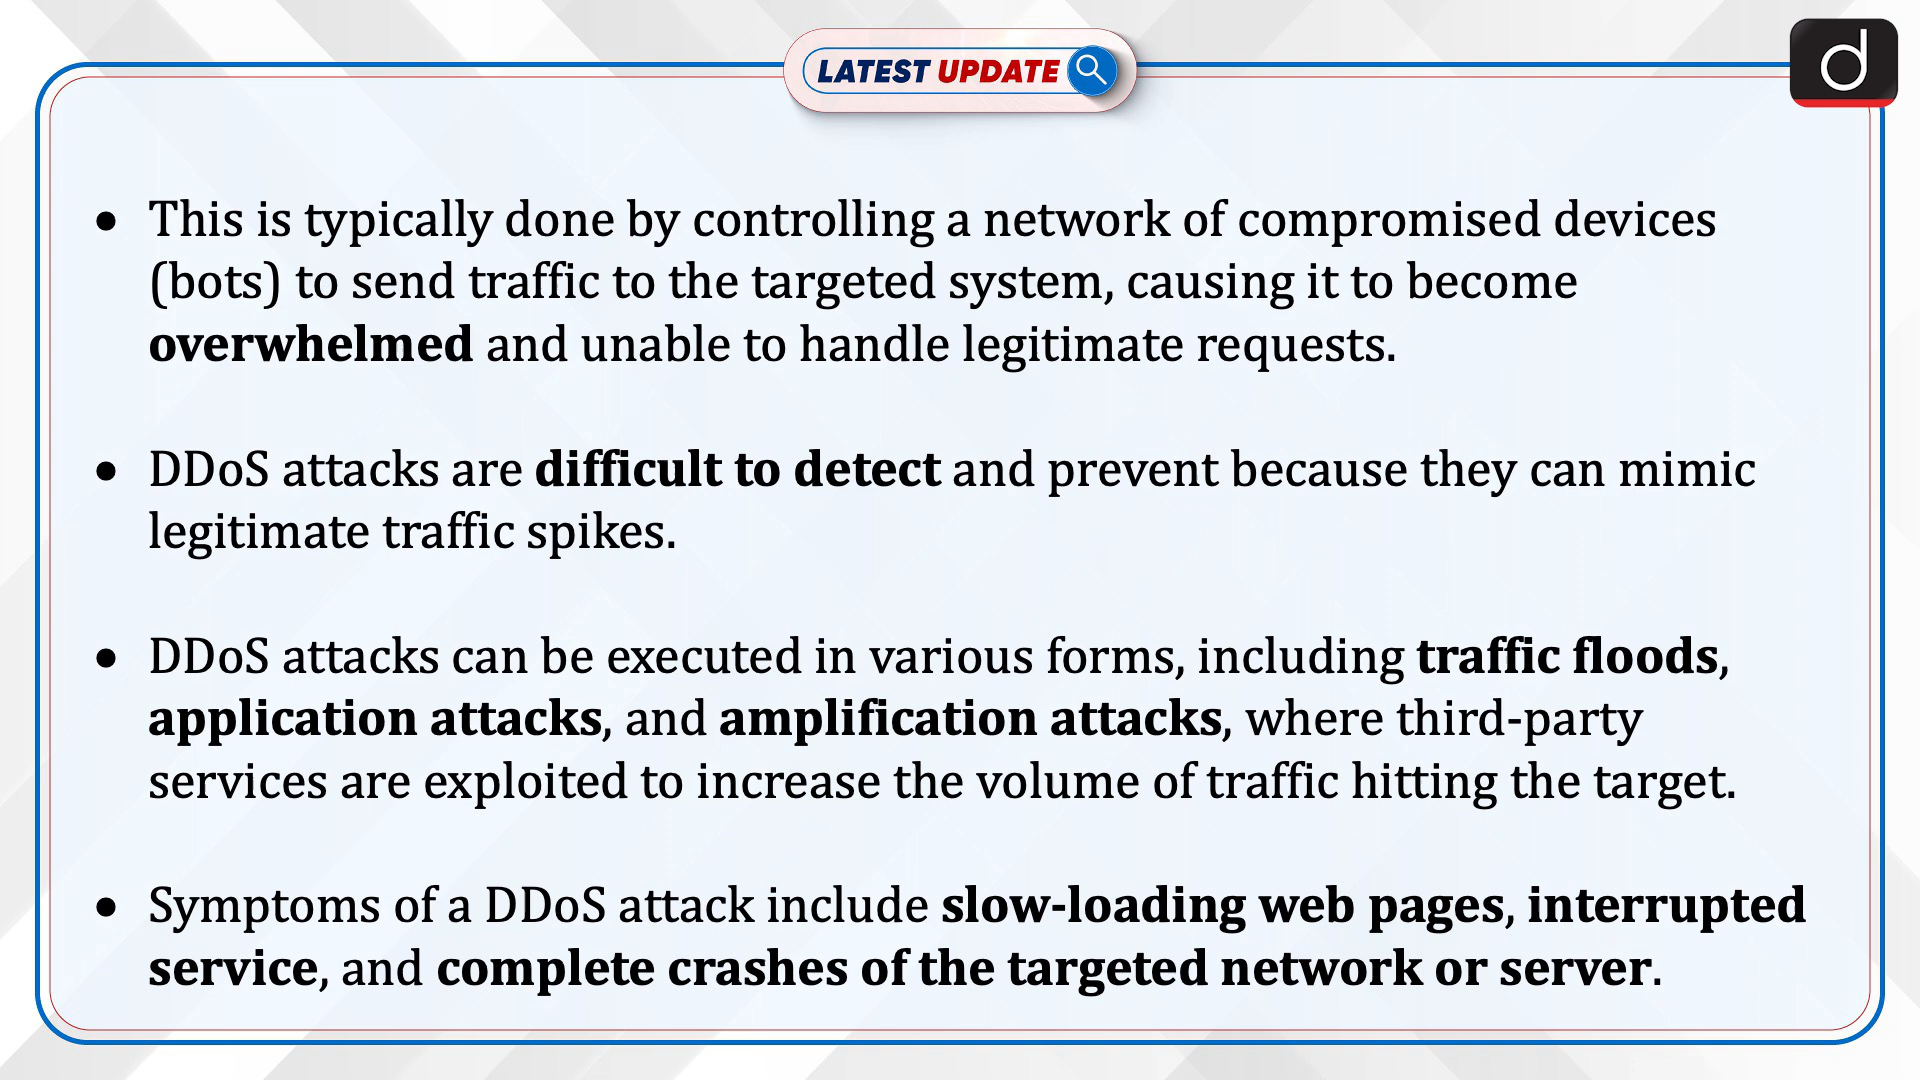 LATEST UPDATE
d
• This is typically done by controlling a network of compromised devices
(bots) to send traffic to the targeted system, causing it to become
overwhelmed and unable to handle legitimate requests.
• DDoS attacks are difficult to detect and prevent because they can mimic
legitimate traffic spikes.
• DDoS attacks can be executed in various forms, including traffic floods,
application attacks, and amplification attacks, where third-party
services are exploited to increase the volume of traffic hitting the target.
• Symptoms of a DDoS attack include slow-loading web pages, interrupted
service, and complete crashes of the targeted network or server.